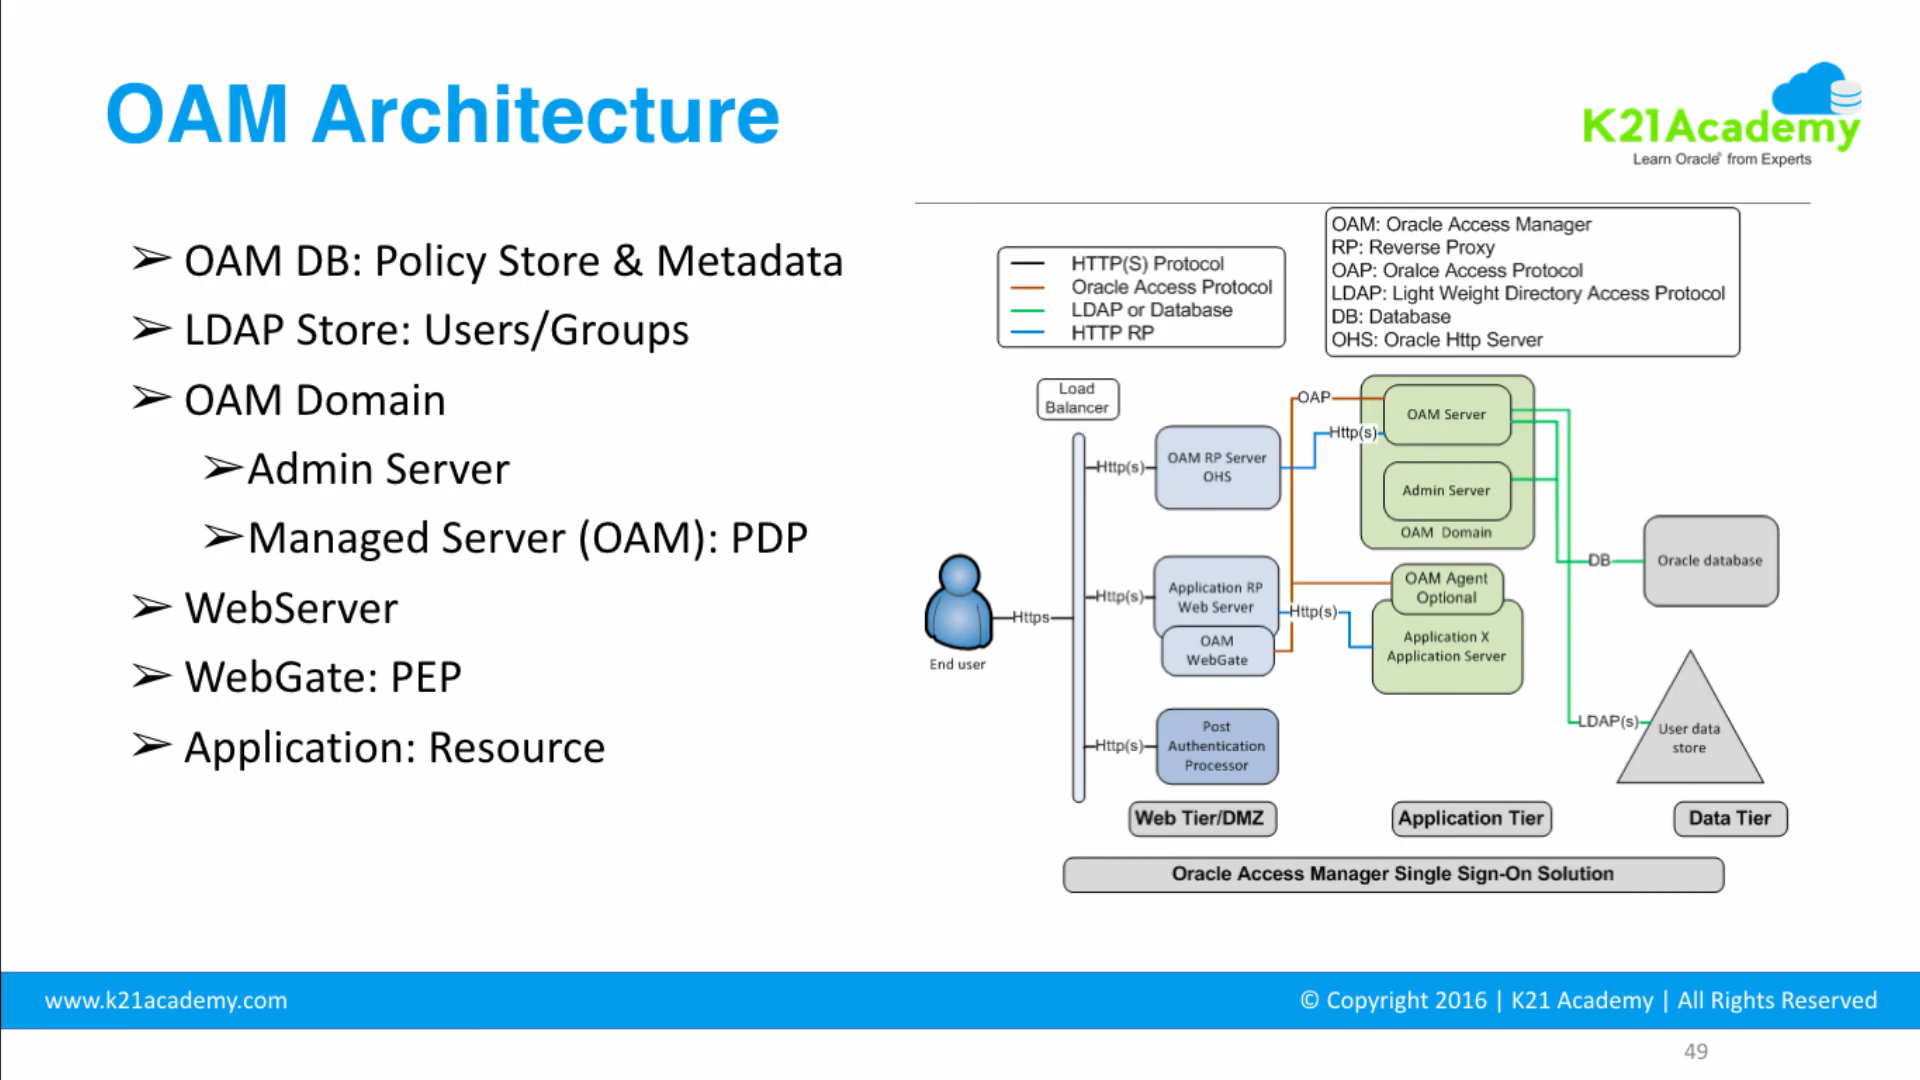 OAM Architecture
K21Academy
Learn Oracle® from Experts
➢ OAM DB: Policy Store & Metadata
➢ LDAP Store: Users/Groups
➢ OAM Domain
➢Admin Server
➢Managed Server (OAM): PDP
➢ WebServer
➢ WebGate: PEP
➢ Application: Resource
HTTP(S) Protocol
Oracle Access Protocol
LDAP or Database
HTTP RP
OAM: Oracle Access Manager
RP: Reverse Proxy
OAP: Oralce Access Protocol
LDAP: Light Weight Directory Access Protocol
DB: Database
OHS: Oracle Http Server
Load
Balancer
End user
Https
Http(s)
OAM RP Server
OHS
Http(s)
Application RP
Web Server
OAM
WebGate
Http(s)
Post
Authentication
Processor
OAP
Http(s)
OAM Server
Admin Server
OAM Domain
Http(s)
OAM Agent
Optional
Application X
Application Server
DB
Oracle database
LDAP(s)
User data
store
Web Tier/DMZ
Application Tier
Data Tier
Oracle Access Manager Single Sign-On Solution
www.k21academy.com
© Copyright 2016 | K21 Academy | All Rights Reserved
49